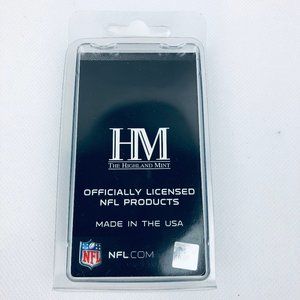 HM
THE HIGHLAND MINT
OFFICIALLY LICENSED
NFL PRODUCTS
MADE IN THE USA
NFL
NFL.COM